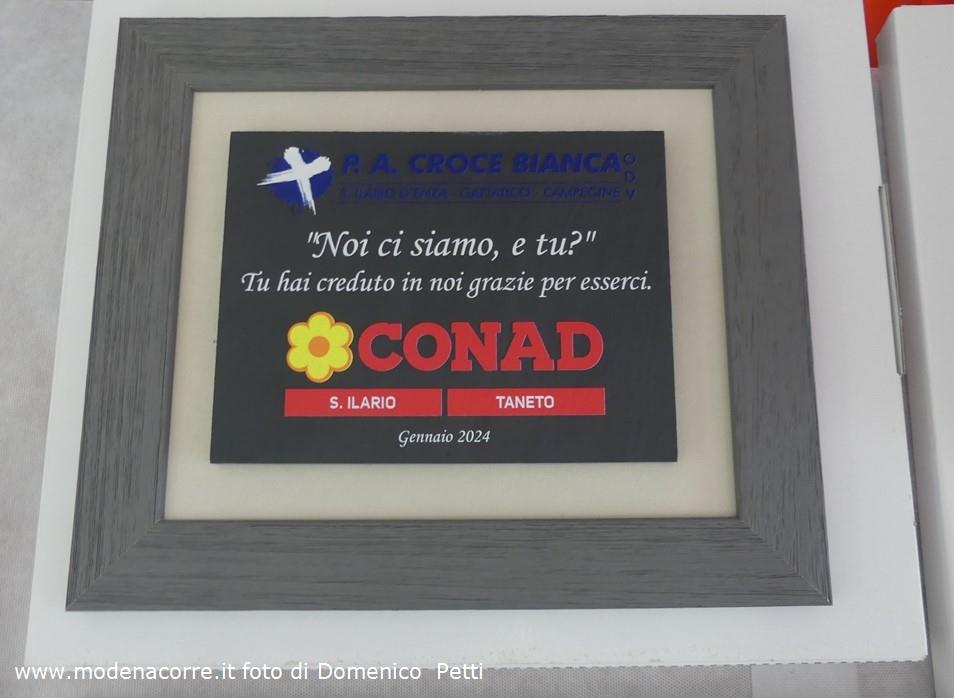 P. A. CROCE BIANCA ODV
S. ILARIO D'ENZA - GATTATICO - CAMPEGINE
"Noi ci siamo, e tu?"
Tu hai creduto in noi grazie per esserci.
CONAD
S. ILARIO TANETO
Gennaio 2024
www.modenacorre.it foto di Domenico Petti